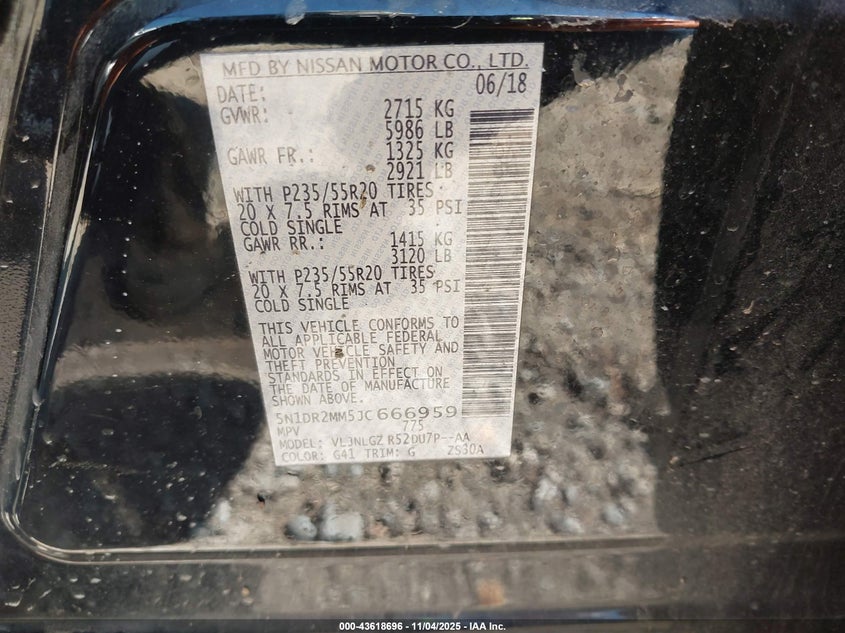 MFD BY NISSAN MOTOR CO., LTD.
DATE: 06/18
GVWR: 2715 KG
5986 LB
GAWR FR.: 1325 KG
2921 LB
WITH P235/55R20 TIRES
20 X 7.5 RIMS AT 35 PSI
COLD SINGLE
GAWR RR.: 1415 KG
3120 LB
WITH P235/55R20 TIRES
20 X 7.5 RIMS AT 35 PSI
COLD SINGLE
THIS VEHICLE CONFORMS TO
ALL APPLICABLE FEDERAL
MOTOR VEHICLE SAFETY AND
THEFT PREVENTION
STANDARDS IN EFFECT ON
THE DATE OF MANUFACTURE
SHOWN ABOVE.
5N1DR2MM5JC666959
MPV 775
MODEL: VLJNLGZ R52DU7P--AA
COLOR: G41 TRIM: G ZS30A
000-43618696 - 11/04/2025 - IAA Inc.